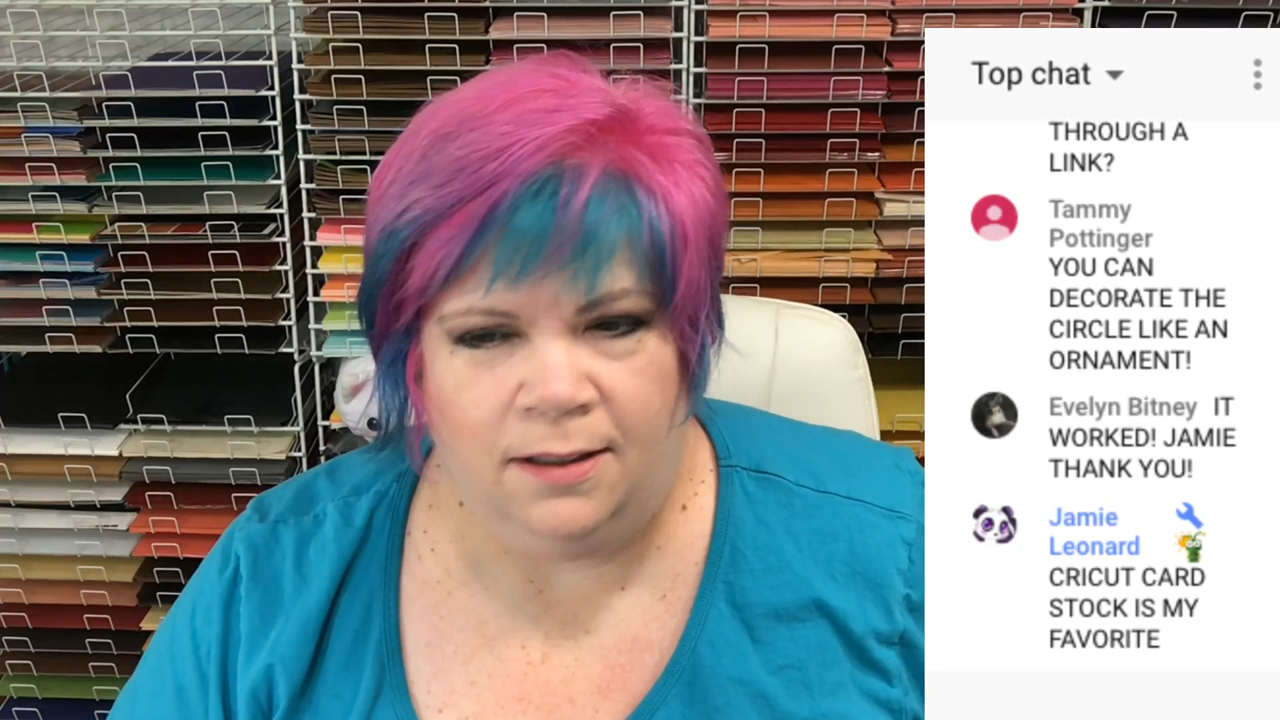 Top chat
THROUGH A
LINK?
Tammy
Pottinger
YOU CAN
DECORATE THE
CIRCLE LIKE AN
ORNAMENT!
Evelyn Bitney IT
WORKED! JAMIE
THANK YOU!
Jamie
Leonard
CRICUT CARD
STOCK IS MY
FAVORITE